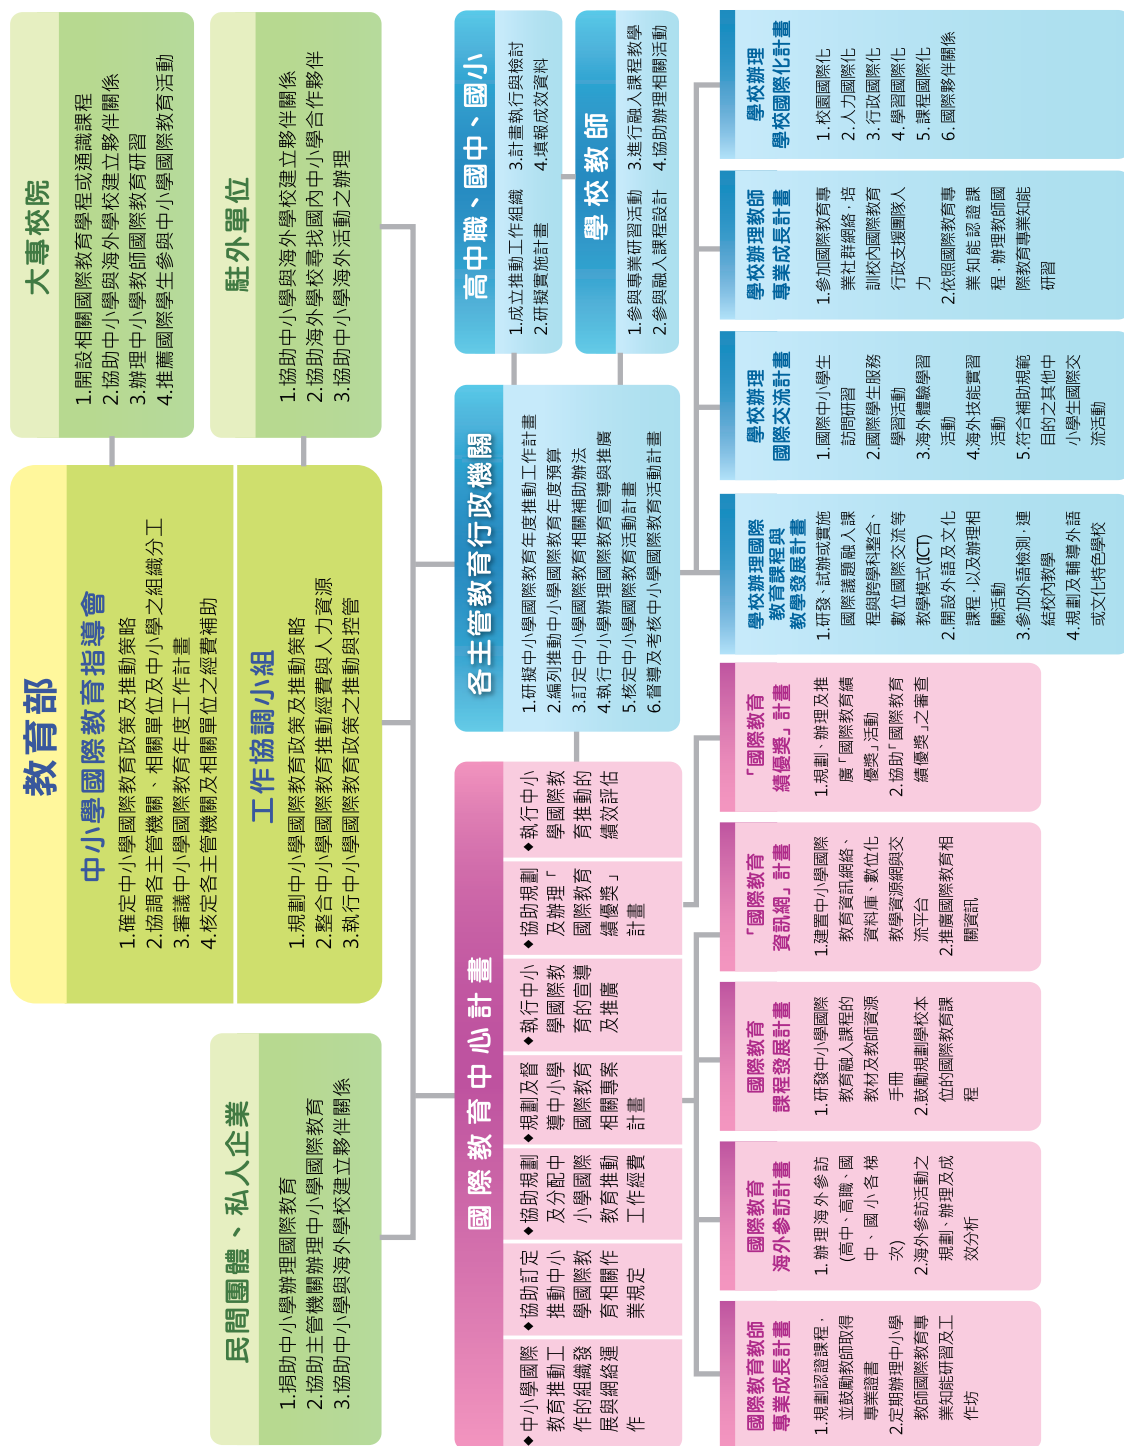 教育部
中小學國際教育指導會
1.確定中小學國際教育政策及推動策略
2.協調各主管機關、相關單位及中小學之組織分工
3.審議中小學國際教育年度工作計畫
4.核定各主管機關及相關單位之經費補助
工作協調小組
1.規劃中小學國際教育政策及推動策略
2.整合中小學國際教育推動經費與人力資源
3.執行中小學國際教育政策之推動與控管
大專校院
1.開設相關國際教育學程或通識課程
2.協助中小學與海外學校建立夥伴關係
3.辦理中小學教師國際教育研習
4.推薦國際學生參與中小學國際教育活動
駐外單位
1.協助中小學與海外學校建立夥伴關係
2.協助海外學校尋找國內中小學合作夥伴
3.協助中小學海外活動之辦理
民間團體、私人企業
1.捐助中小學辦理國際教育
2.協助主管機關辦理中小學國際教育
3.協助中小學與海外學校建立夥伴關係
國際教育中心計畫
◆中小學國際
教育推動工
作的組織發
展與網絡運
作
◆協助訂定
推動中小
學國際教
育相關作
業規定
◆協助規劃
及分配中
小學國際
教育推動
工作經費
◆規劃及督
導中小學
國際教育
相關專案
計畫
◆執行中小
學國際教
育的宣導
及推廣
◆協助規劃
及辦理「
國際教育
績優獎」
計畫
◆執行中小
學國際教
育推動的
績效評估
各主管教育行政機關
1.研擬中小學國際教育年度推動工作計畫
2.編列推動中小學國際教育年度預算
3.訂定中小學國際教育相關補助辦法
4.執行中小學辦理國際教育宣導與推廣
5.核定中小學國際教育活動計畫
6.督導及考核中小學國際教育活動計畫
高中職、國中、國小
1.成立推動工作組織
2.研擬實施計畫
3.計畫執行與檢討
4.填報成效資料
學校教師
1.參與專業研習活動
2.參與融入課程設計
3.進行融入課程教學
4.協助辦理相關活動
國際教育教師
專業成長計畫
1.規劃認證課程，
並鼓勵教師取得
專業證書
2.定期辦理中小學
教師國際教育專
業知能研習及工
作坊
國際教育
海外參訪計畫
1.辦理海外參訪
(高中、高職、國
中、國小各梯
次)
2.海外參訪活動之
規劃、辦理及成
效分析
國際教育
課程發展計畫
1.研發中小學國際
教育融入課程的
教材及教師資源
手冊
2.鼓勵規劃學校本
位的國際教育課
程
「國際教育
資訊網」計畫
1.建置中小學國際
教育資訊網絡、
資料庫、數位化
教學資源網與交
流平台
2.推廣國際教育相
關資訊
「國際教育
績優獎」計畫
1.規劃、辦理及推
廣「國際教育績
優獎」活動
2.協助「國際教育
績優獎」之審查
學校辦理國際
教育課程與
教學發展計畫
1.研發、試辦或實施
國際議題融入課
程與跨學科整合、
數位國際交流等
教學模式(ICT)
2.開設外語及文化
課程，以及辦理相
關活動
3.參加外語檢測，連
結校內教學
4.規劃及輔導外語
或文化特色學校
學校辦理
國際交流計畫
1.國際中小學生
訪問研習
2.國際學生服務
學習活動
3.海外體驗學習
活動
4.海外技能實習
活動
5.符合補助規範
目的之其他中
小學生國際交
流活動
學校辦理教師
專業成長計畫
1.參加國際教育專
業社群網絡，培
訓校內國際教育
行政支援團隊人
力
2.依照國際教育專
業知能認證課
程，辦理教師國
際教育專業知能
研習
學校辦理
學校國際化計畫
1.校園國際化
2.人力國際化
3.行政國際化
4.學習國際化
5.課程國際化
6.國際夥伴關係